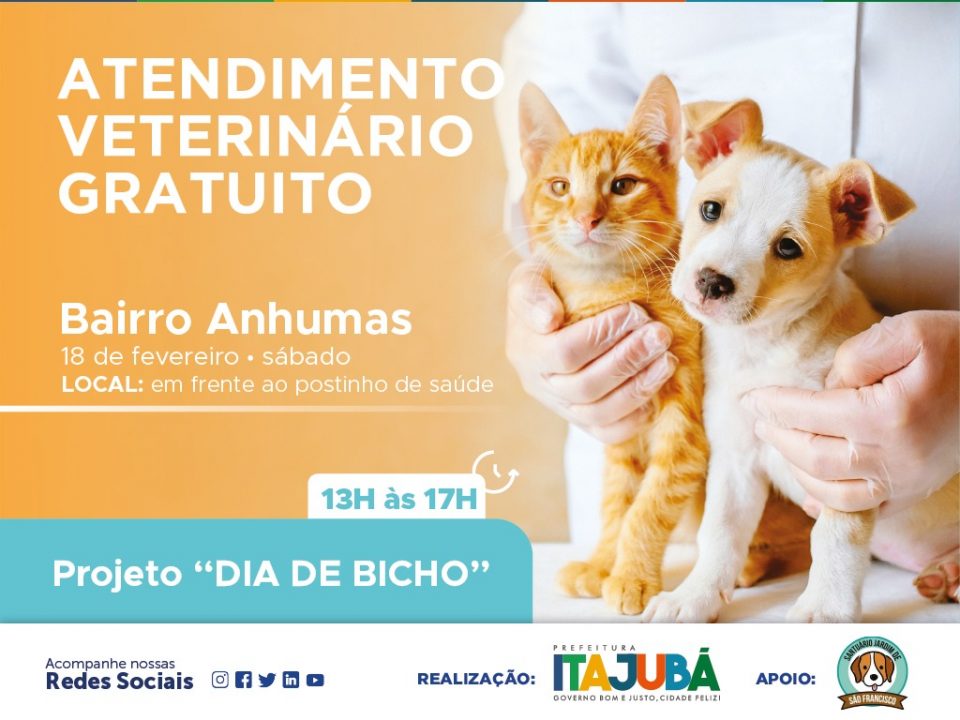 ATENDIMENTO
VETERINÁRIO
GRATUITO
Bairro Anhumas
18 de fevereiro • sábado
LOCAL: em frente ao postinho de saúde
13H às 17H
Projeto “DIA DE BICHO”
Acompanhe nossas
Redes Sociais
REALIZAÇÃO:
PREFEITURA
ITAJUBÁ
GOVERNO BOM E JUSTO, CIDADE FELIZ!
APOIO:
SANTUÁRIO JARDIM DE
SÃO FRANCISCO